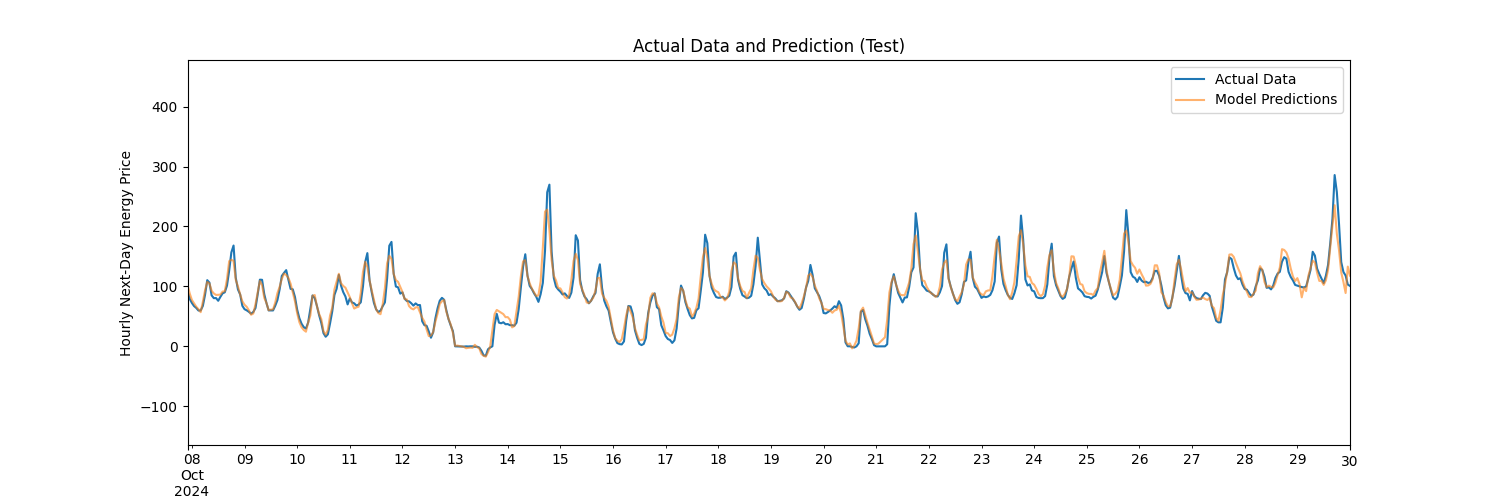 Actual Data and Prediction (Test)
Actual Data
Model Predictions
Hourly Next-Day Energy Price
400
300
200
100
0
−100
08 09 10 11 12 13 14 15 16 17 18 19 20 21 22 23 24 25 26 27 28 29 30
Oct
2024